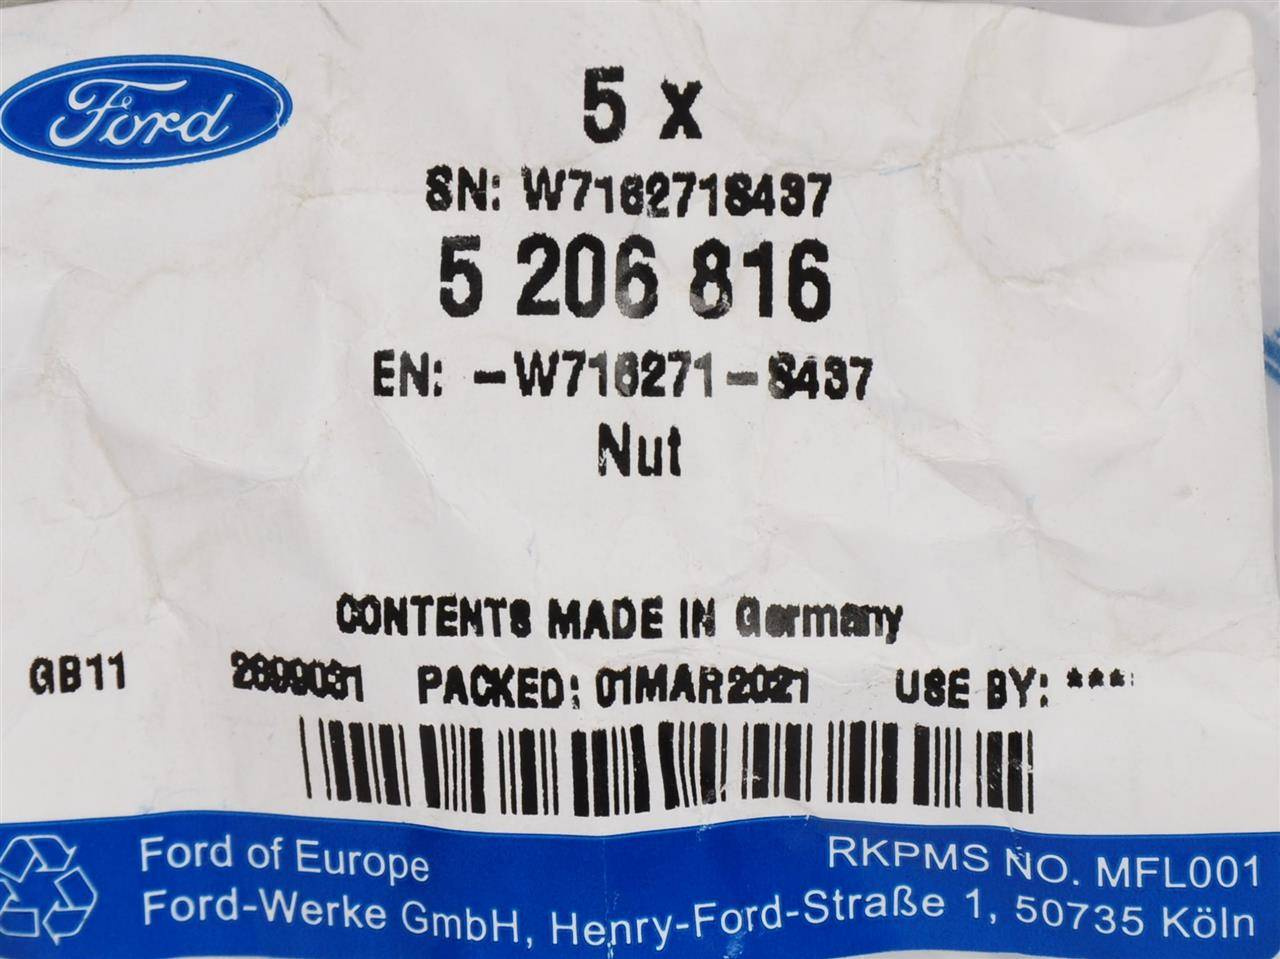 Ford
5 x
SN: W716271S437
5 206 816
EN: -W716271-S437
Nut
CONTENTS MADE IN Germany
GB11 2699031 PACKED: 01MAR2021 USE BY: ***
Ford of Europe
Ford-Werke GmbH, Henry-Ford-Straße 1, 50735 Köln
RKPMS NO. MFL001